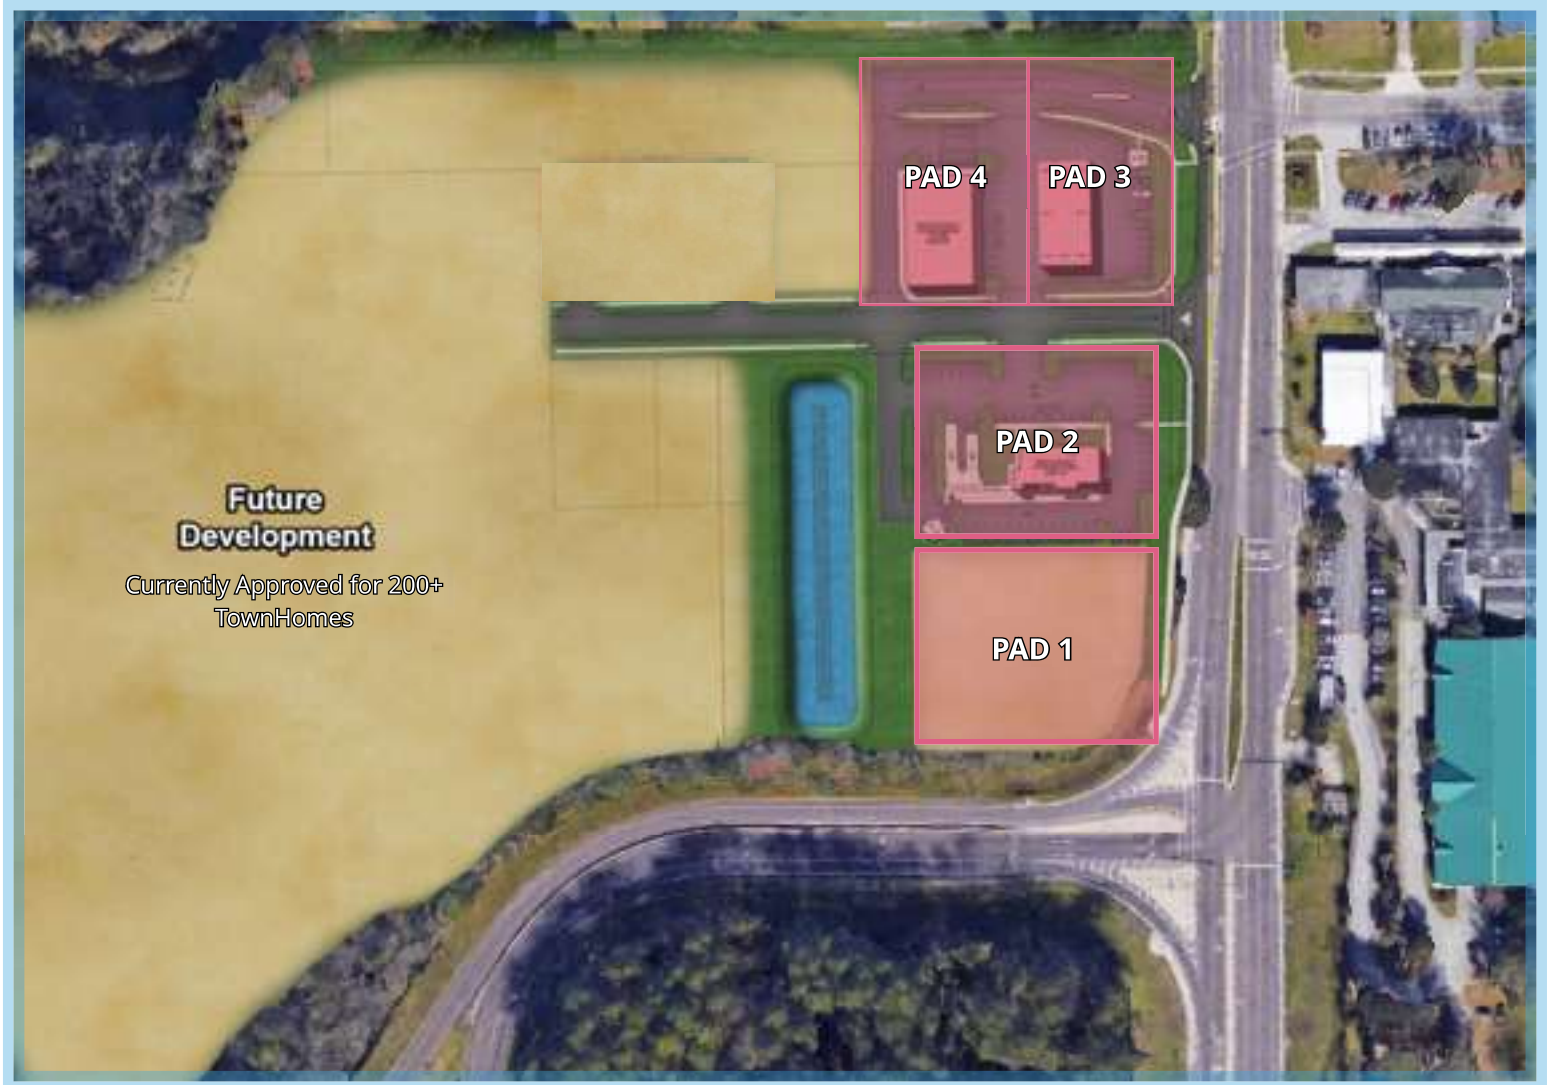 PAD 4
PAD 3
PAD 2
Future
Development
Currently Approved for 200+
TownHomes
PAD 1